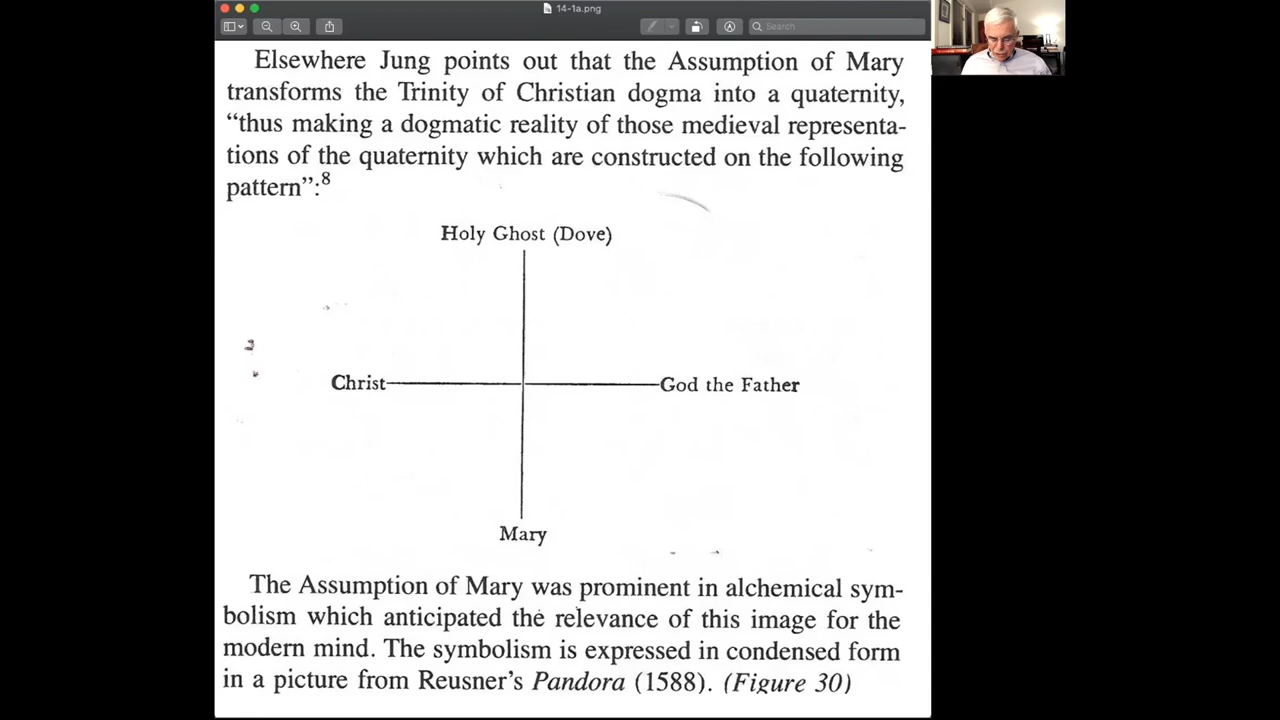 14-1a.png
Search
Elsewhere Jung points out that the Assumption of Mary
transforms the Trinity of Christian dogma into a quaternity,
“thus making a dogmatic reality of those medieval representa-
tions of the quaternity which are constructed on the following
pattern”:8
Holy Ghost (Dove)
Christ
God the Father
Mary
The Assumption of Mary was prominent in alchemical sym-
bolism which anticipated the relevance of this image for the
modern mind. The symbolism is expressed in condensed form
in a picture from Reusner’s Pandora (1588). (Figure 30)